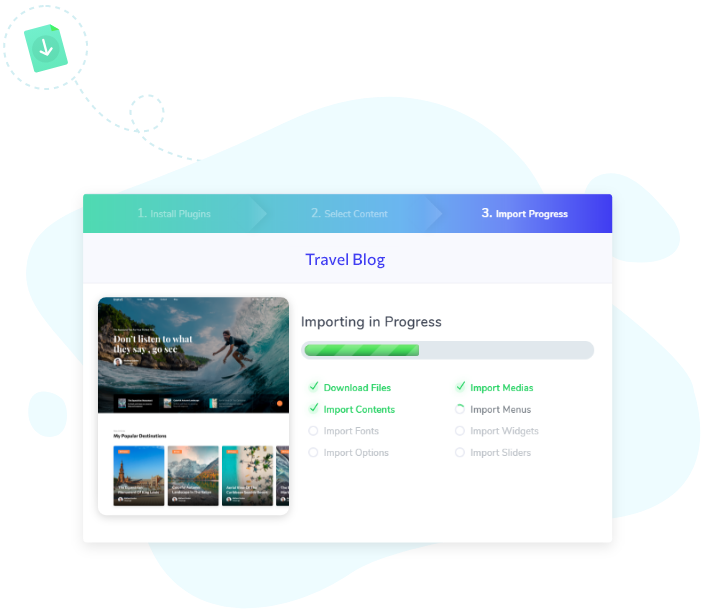 1. Install Plugins
2. Select Content
3. Import Progress
Travel Blog
Don't listen to what
they say , go see
My Popular Destinations
Importing in Progress
Download Files
Import Medias
Import Contents
Import Menus
Import Fonts
Import Widgets
Import Options
Import Sliders